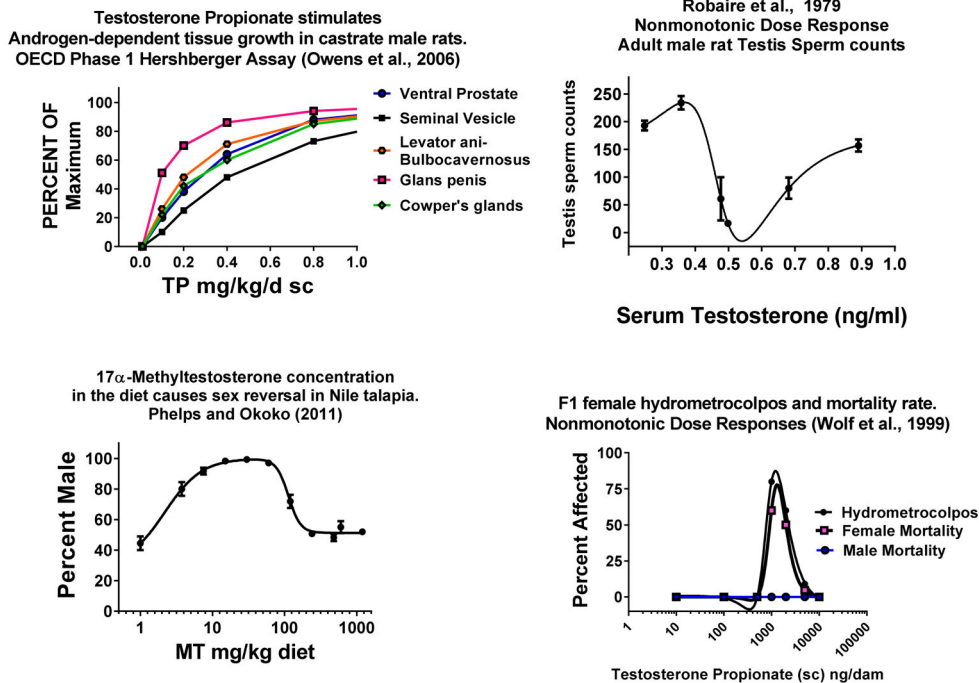 Testosterone Propionate stimulates
Androgen-dependent tissue growth in castrate male rats.
OECD Phase 1 Hershberger Assay (Owens et al., 2006)
PERCENT OF
Maximum
100
80
60
40
20
0
0.0 0.2 0.4 0.6 0.8 1.0
TP mg/kg/d sc
Ventral Prostate
Seminal Vesicle
Levator ani-
Bulbocavernosus
Glans penis
Cowper's glands
Robaire et al., 1979
Nonmonotonic Dose Response
Adult male rat Testis Sperm counts
Testis sperm counts
250
200
150
100
50
0
0.3 0.4 0.5 0.6 0.7 0.8 0.9 1.0
Serum Testosterone (ng/ml)
17α-Methyltestosterone concentration
in the diet causes sex reversal in Nile talapia.
Phelps and Okoko (2011)
Percent Male
100
80
60
40
20
0
1 10 100 1000
MT mg/kg diet
F1 female hydrometrocolpos and mortality rate.
Nonmonotonic Dose Responses (Wolf et al., 1999)
Percent Affected
100
75
50
25
0
1 10 100 1000 10000 100000
Testosterone Propionate (sc) ng/dam
Hydrometrocolpos
Female Mortality
Male Mortality